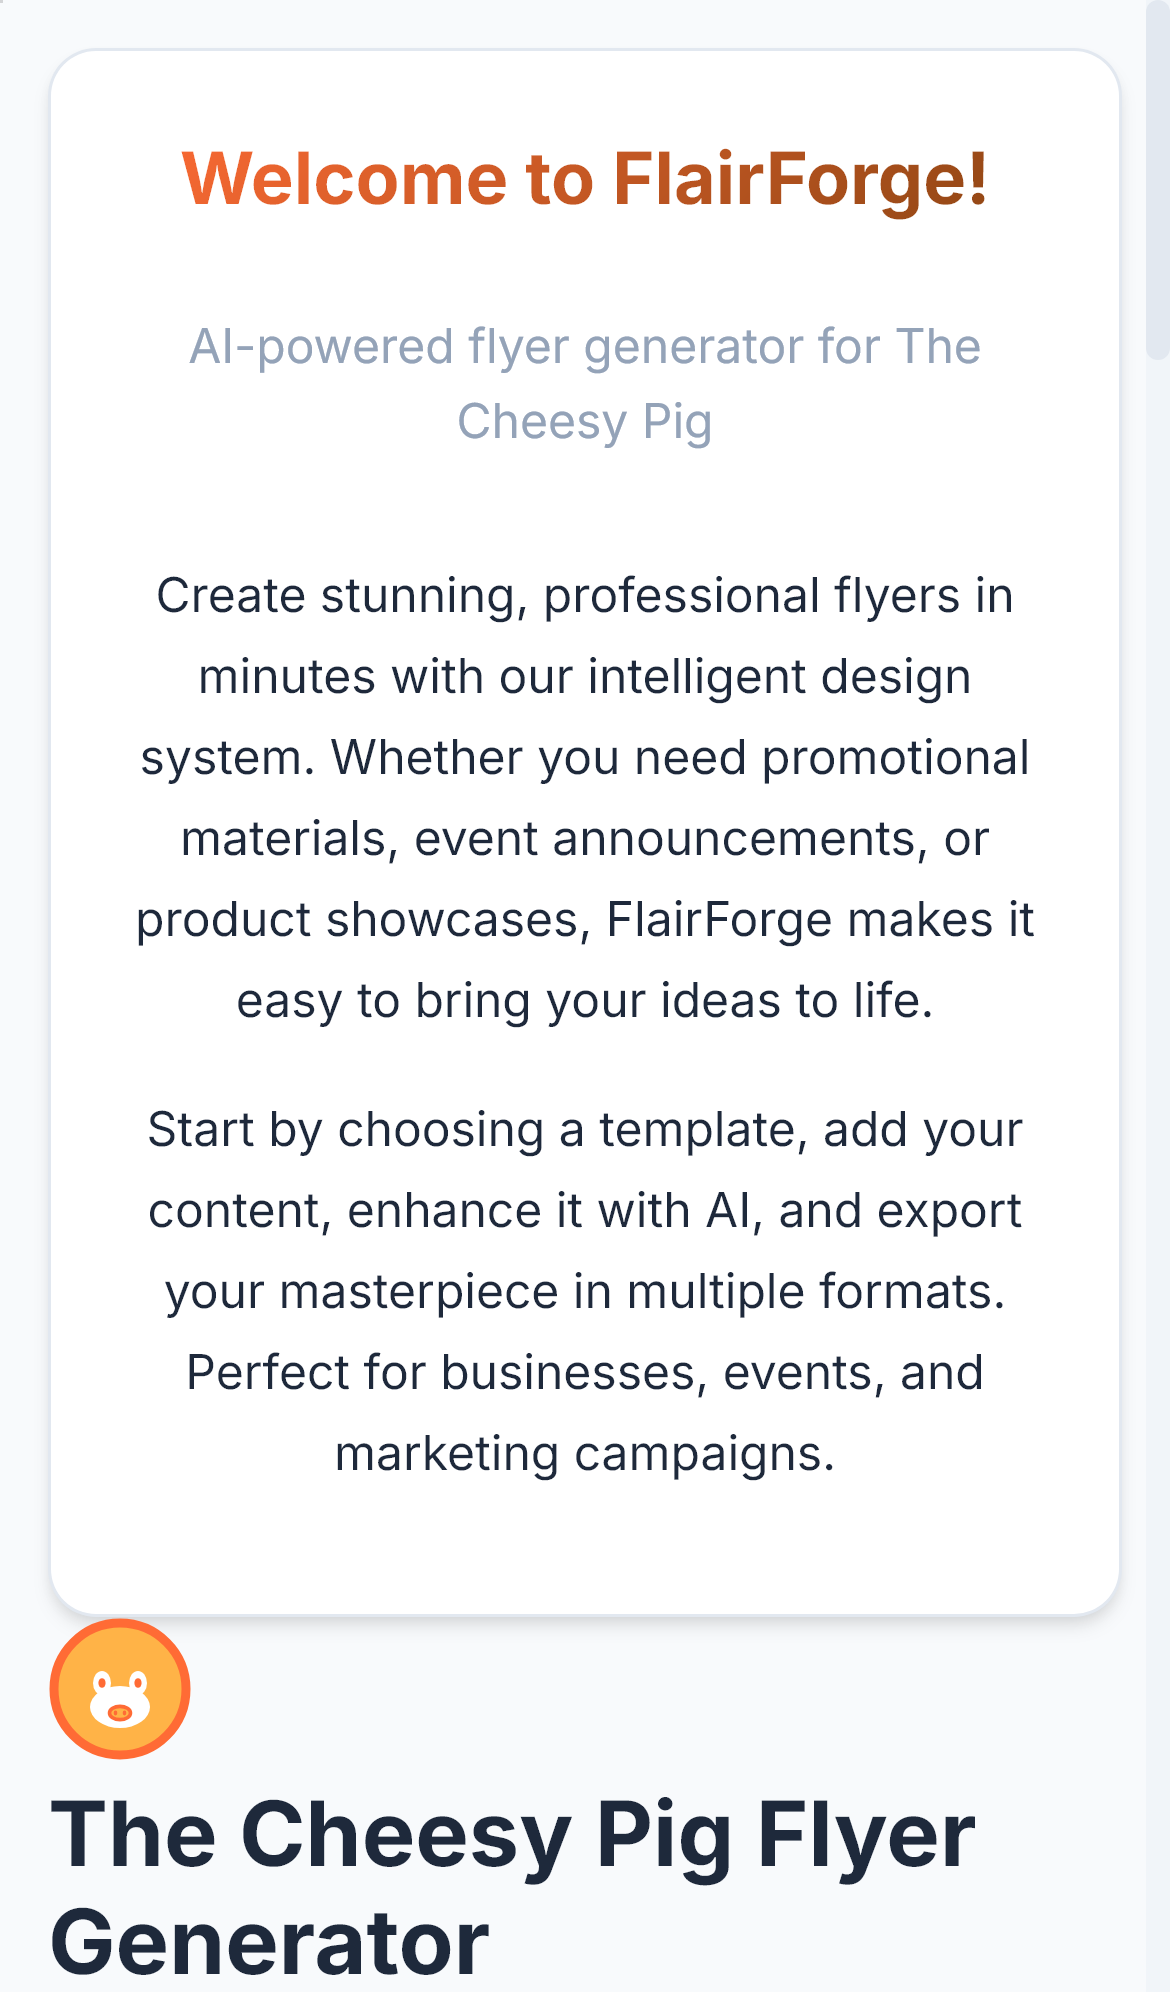 Welcome to FlairForge!
AI-powered flyer generator for The
Cheesy Pig
Create stunning, professional flyers in
minutes with our intelligent design
system. Whether you need promotional
materials, event announcements, or
product showcases, FlairForge makes it
easy to bring your ideas to life.
Start by choosing a template, add your
content, enhance it with AI, and export
your masterpiece in multiple formats.
Perfect for businesses, events, and
marketing campaigns.
The Cheesy Pig Flyer
Generator